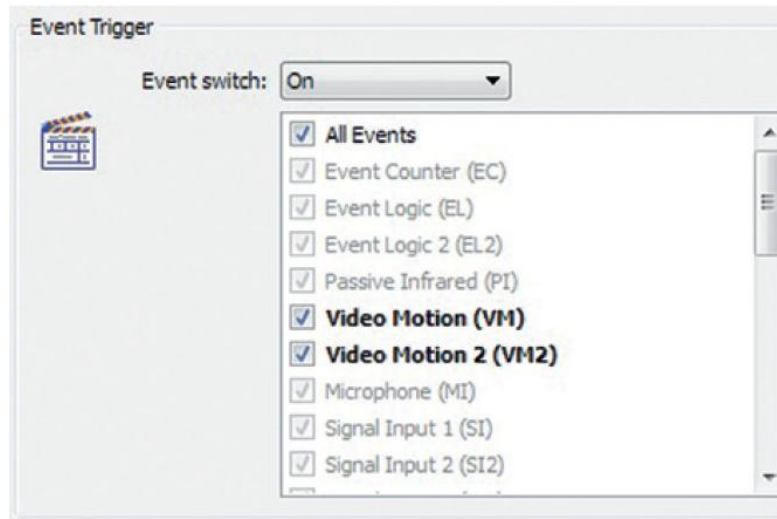 Event Trigger
Event switch: On
All Events
Event Counter (EC)
Event Logic (EL)
Event Logic 2 (EL2)
Passive Infrared (PI)
Video Motion (VM)
Video Motion 2 (VM2)
Microphone (MI)
Signal Input 1 (SI)
Signal Input 2 (SI2)